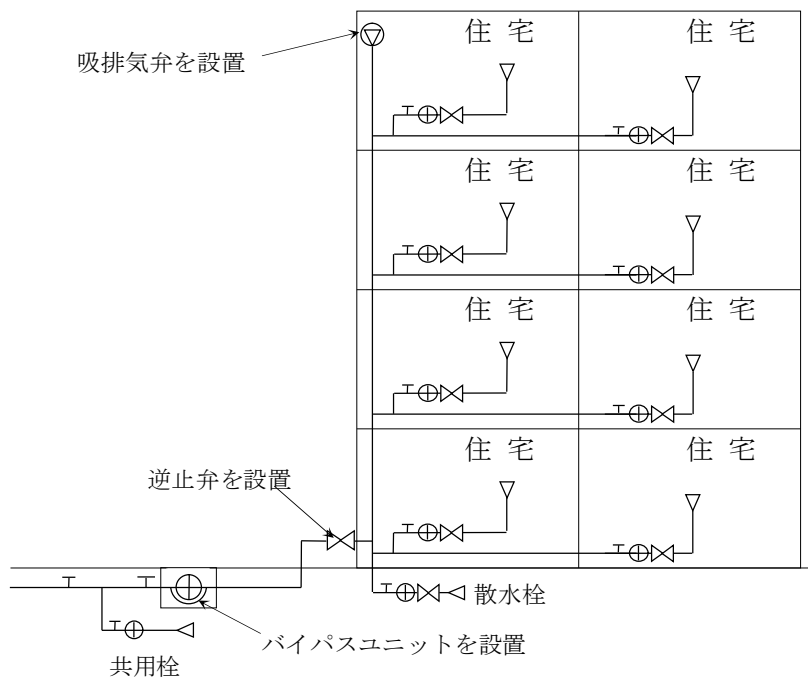 住 宅
住 宅
吸排気弁を設置
住 宅
住 宅
住 宅
住 宅
住 宅
住 宅
逆止弁を設置
散水栓
バイパスユニットを設置
共用栓